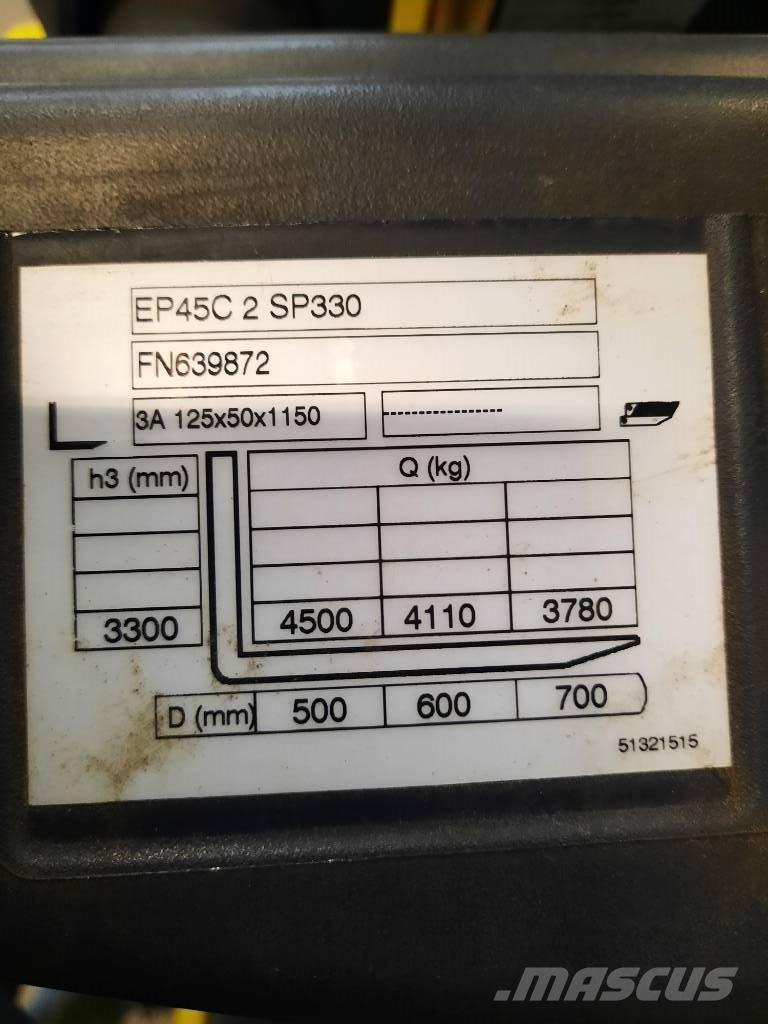 EP45C 2 SP330
FN639872
3A 125x50x1150 ----------------
h3 (mm) Q (kg)
3300 4500 4110 3780
D (mm) 500 600 700
51321515
MASCUS